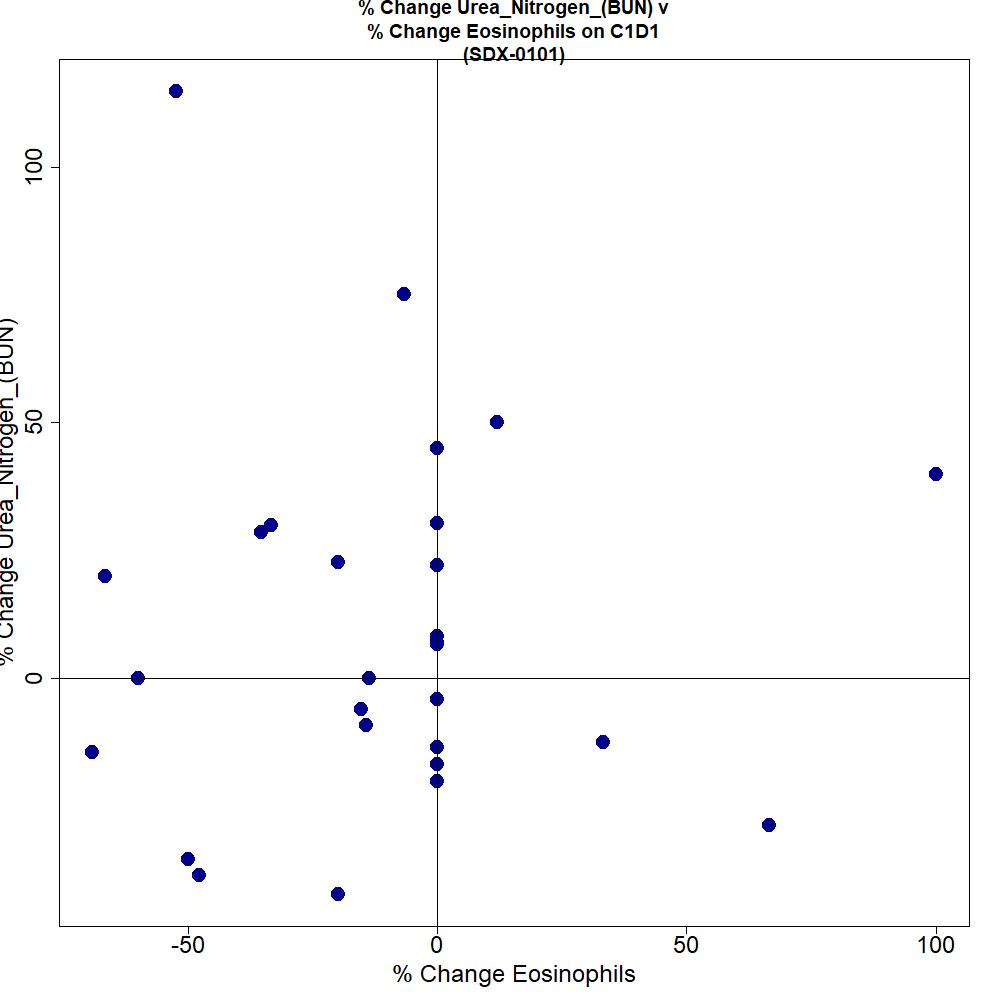 % Change Urea_Nitrogen_(BUN) v
% Change Eosinophils on C1D1
(SDX-0101)
% Change Urea_Nitrogen_(BUN)
100
50
0
-50
0
50
100
% Change Eosinophils